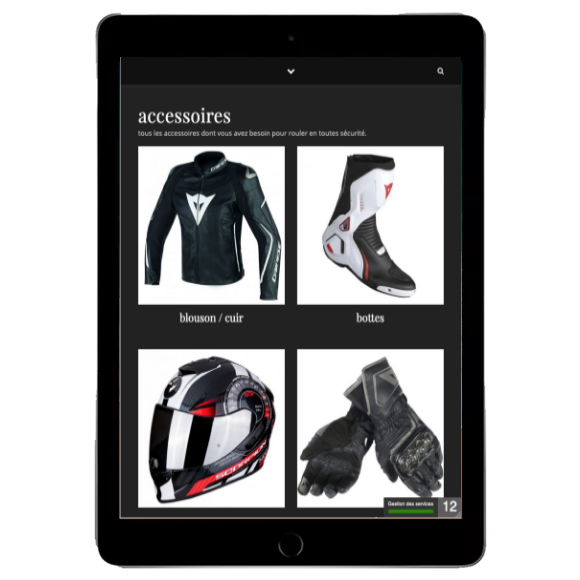 accessoires
tous les accessoires dont vous avez besoin pour rouler en toutes sécurité.
blouson / cuir
bottes
SCORPION
Gestion des services
12